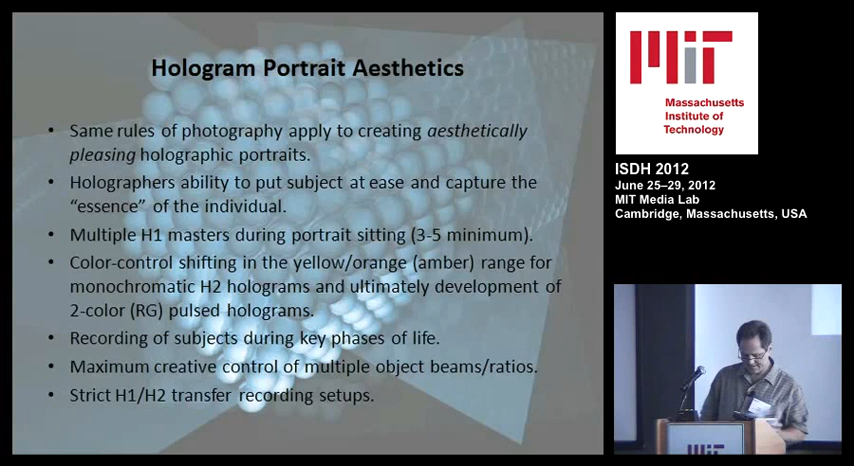 Hologram Portrait Aesthetics
• Same rules of photography apply to creating aesthetically
pleasing holographic portraits.
• Holographers ability to put subject at ease and capture the
“essence” of the individual.
• Multiple H1 masters during portrait sitting (3-5 minimum).
• Color-control shifting in the yellow/orange (amber) range for
monochromatic H2 holograms and ultimately development of
2-color (RG) pulsed holograms.
• Recording of subjects during key phases of life.
• Maximum creative control of multiple object beams/ratios.
• Strict H1/H2 transfer recording setups.
MIT
Massachusetts
Institute of
Technology
ISDH 2012
June 25–29, 2012
MIT Media Lab
Cambridge, Massachusetts, USA
MIT